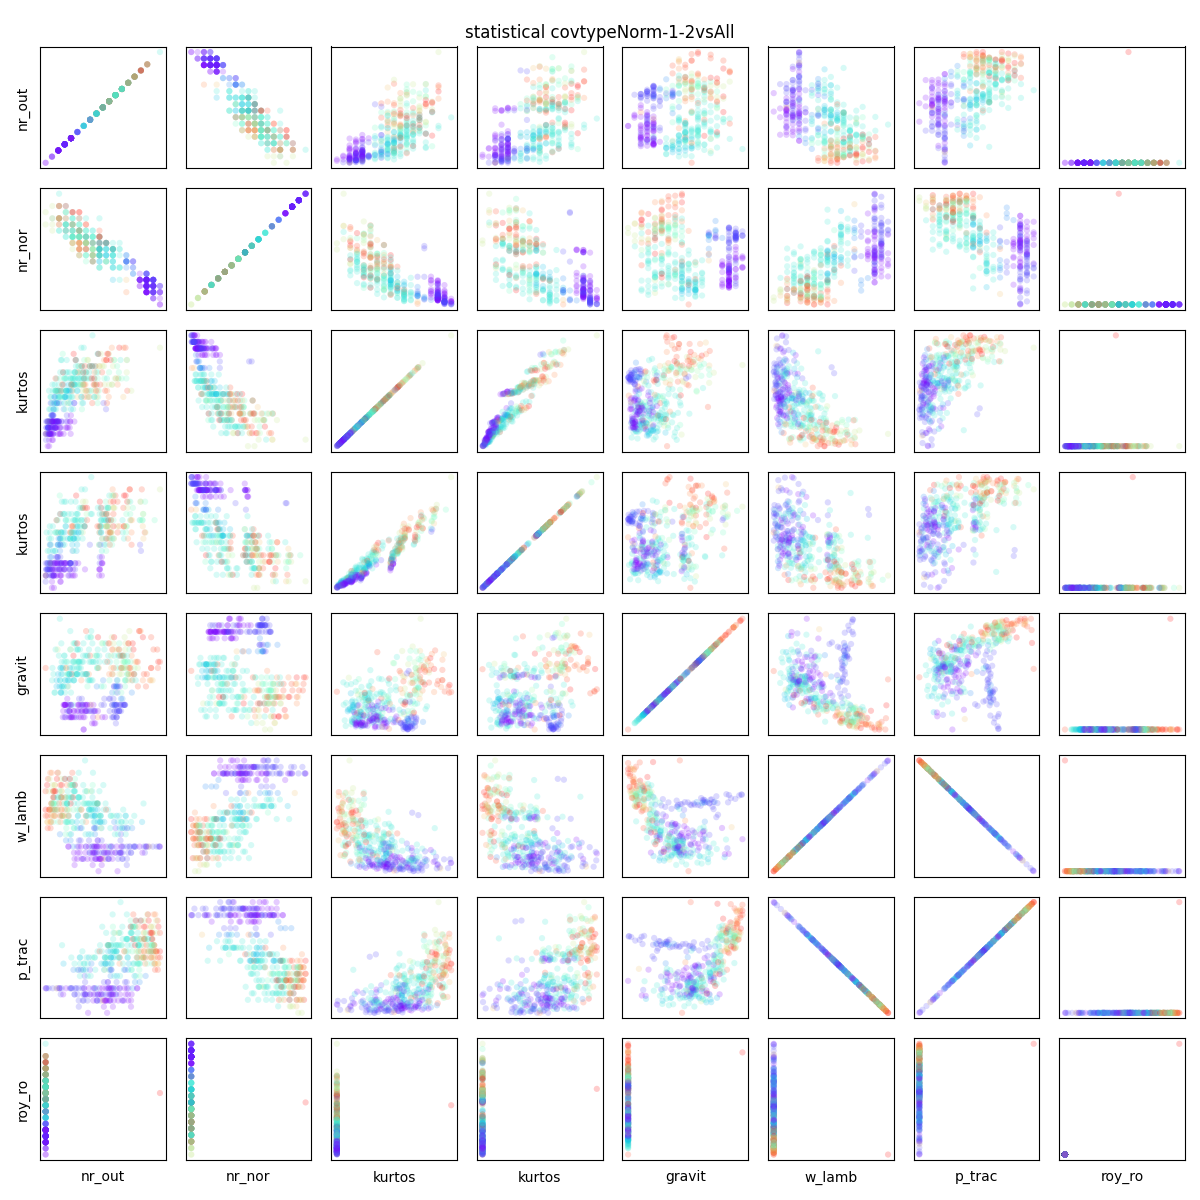 statistical covtypeNorm-1-2vsAll
nr_out
nr_nor
kurtos
kurtos
gravit
w_lamb
p_trac
roy_ro
nr_out nr_nor kurtos kurtos gravit w_lamb p_trac roy_ro